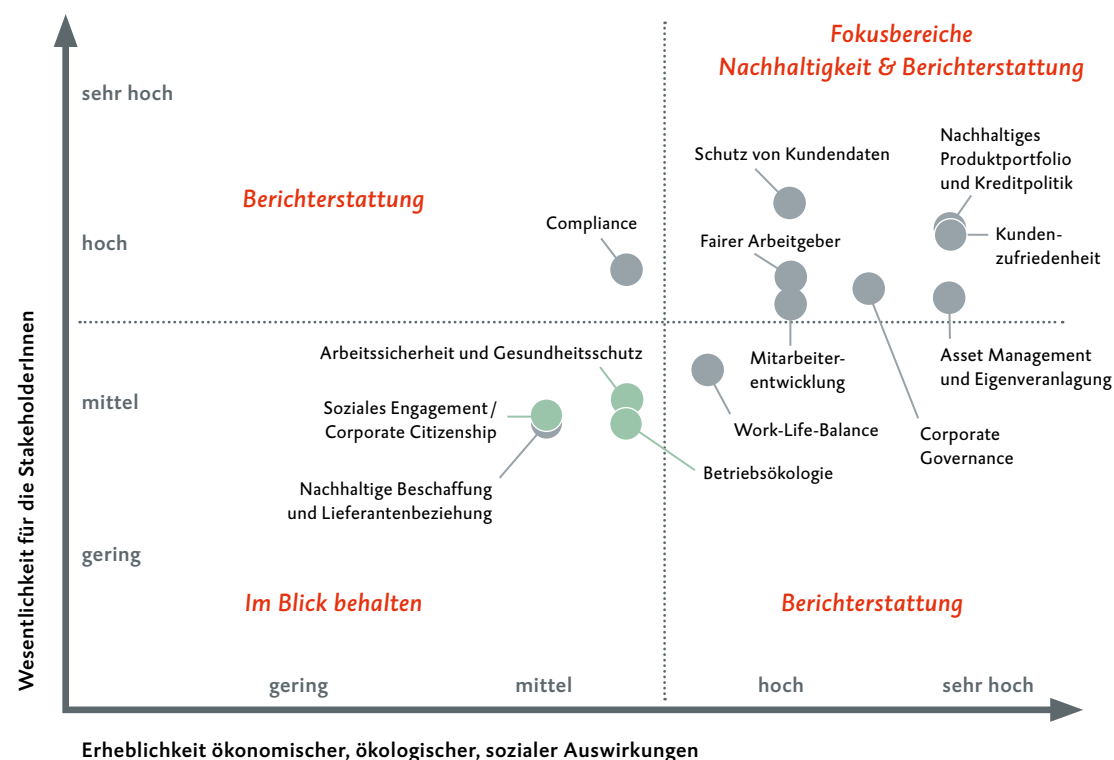 Fokusbereiche
Nachhaltigkeit & Berichterstattung
sehr hoch
Nachhaltiges
Produktportfolio
und Kreditpolitik
Schutz von Kundendaten
Berichterstattung
Compliance
hoch
Fairer Arbeitgeber
Kunden-
zufriedenheit
Wesentlichkeit für die StakeholderInnen
Arbeitssicherheit und Gesundheitsschutz
Mitarbeiter-
entwicklung
Asset Management
und Eigenveranlagung
mittel
Soziales Engagement /
Corporate Citizenship
Work-Life-Balance
Corporate
Governance
Betriebsökologie
Nachhaltige Beschaffung
und Lieferantenbeziehung
gering
Im Blick behalten
Berichterstattung
gering
mittel
hoch
sehr hoch
Erheblichkeit ökonomischer, ökologischer, sozialer Auswirkungen